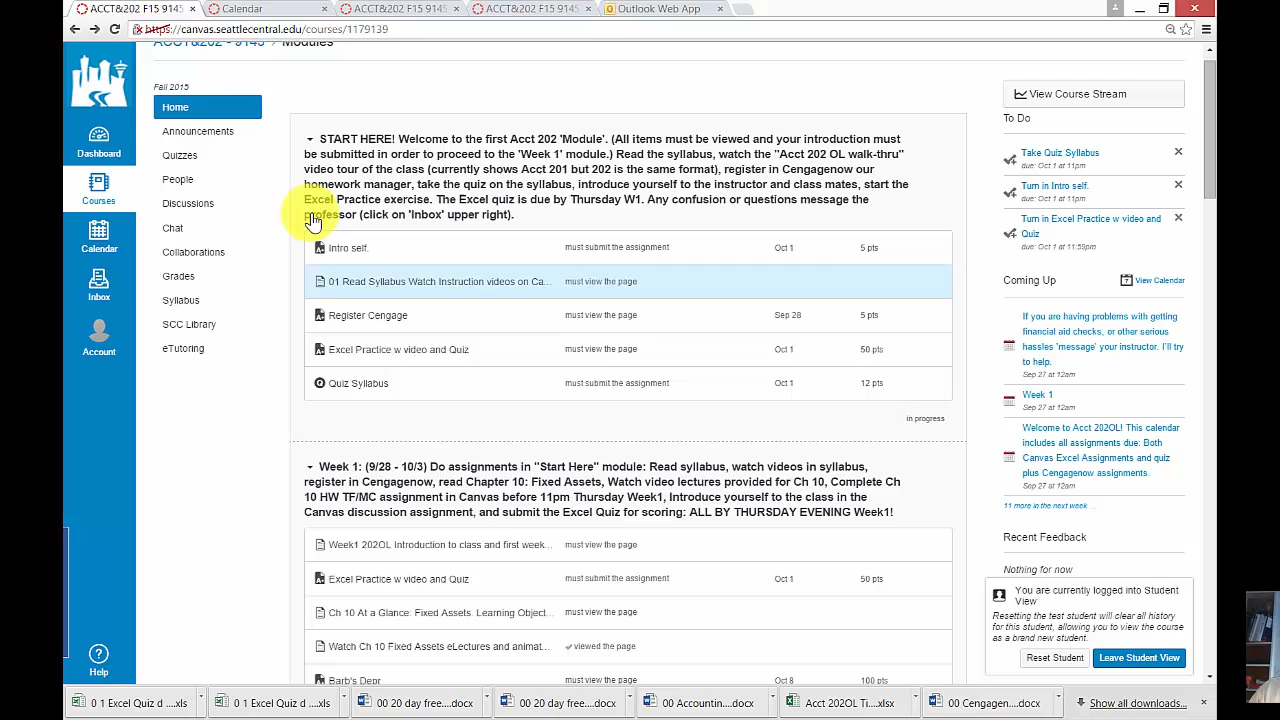 ACCT&202 F15 9145
Calendar
ACCT&202 F15 9145
ACCT&202 F15 9145
Outlook Web App
https://canvas.seattlecentral.edu/courses/1179139
ACCT&202 - 9145
Modules
Fall 2015
Home
Announcements
Quizzes
People
Discussions
Chat
Collaborations
Grades
Syllabus
SCC Library
eTutoring
Dashboard
Courses
Calendar
Inbox
Account
Help
START HERE! Welcome to the first Acct 202 'Module'. (All items must be viewed and your introduction must
be submitted in order to proceed to the 'Week 1' module.) Read the syllabus, watch the "Acct 202 OL walk-thru"
video tour of the class (currently shows Acct 201 but 202 is the same format), register in Cengagenow our
homework manager, take the quiz on the syllabus, introduce yourself to the instructor and class mates, start the
Excel Practice exercise. The Excel quiz is due by Thursday W1. Any confusion or questions message the
professor (click on 'Inbox' upper right).
Intro self. must submit the assignment Oct 1 5 pts
01 Read Syllabus Watch Instruction videos on Ca... must view the page
Register Cengage must view the page Sep 28 5 pts
Excel Practice w video and Quiz must view the page Oct 1 50 pts
Quiz Syllabus must submit the assignment Oct 1 12 pts
in progress
Week 1: (9/28 - 10/3) Do assignments in "Start Here" module: Read syllabus, watch videos in syllabus,
register in Cengagenow, read Chapter 10: Fixed Assets, Watch video lectures provided for Ch 10, Complete Ch
10 HW TF/MC assignment in Canvas before 11pm Thursday Week1, Introduce yourself to the class in the
Canvas discussion assignment, and submit the Excel Quiz for scoring: ALL BY THURSDAY EVENING Week1!
Week1 202OL Introduction to class and first week... must view the page
Excel Practice w video and Quiz must submit the assignment Oct 1 50 pts
Ch 10 At a Glance: Fixed Assets. Learning Object... must view the page
Watch Ch 10 Fixed Assets eLectures and animat... viewed the page
Barb's Depr must view the page Oct 8 100 pts
View Course Stream
To Do
Take Quiz Syllabus
due: Oct 1 at 11pm
Turn in Intro self.
due: Oct 1 at 11pm
Turn in Excel Practice w video and
Quiz
due: Oct 1 at 11:59pm
Coming Up
View Calendar
If you are having problems with getting
financial aid checks, or other serious
hassles 'message' your instructor. I'll try
to help.
Sep 27 at 12am
Week 1
Sep 27 at 12am
Welcome to Acct 202OL! This calendar
includes all assignments due: Both
Canvas Excel Assignments and quiz
plus Cengagenow assignments.
Sep 27 at 12am
11 more in the next week ...
Recent Feedback
Nothing for now
You are currently logged into Student
View
Resetting the test student will clear all history
for this student, allowing you to view the course
as a brand new student.
Reset Student
Leave Student View
0 1 Excel Quiz d ....xls
0 1 Excel Quiz d ....xls
00 20 day free....docx
00 20 day free....docx
00 Accountin....docx
Acct 202OL Ti....xlsx
00 Cengagen....docx
Show all downloads...